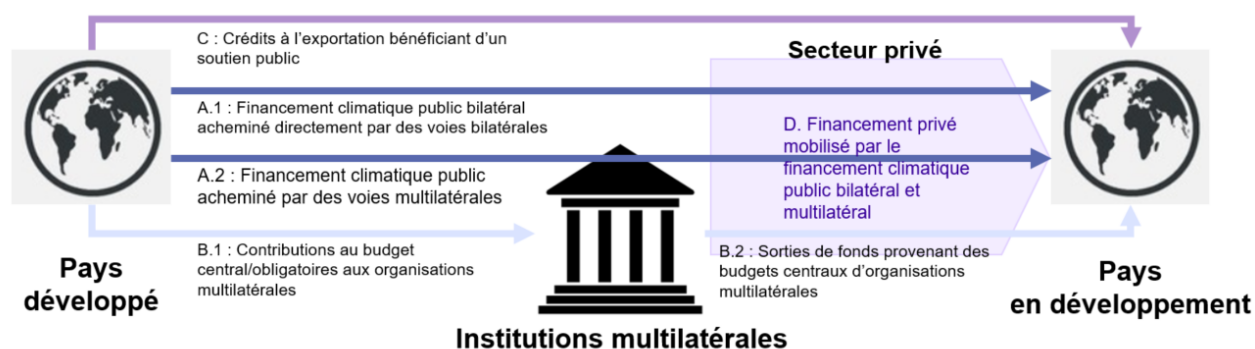 C : Crédits à l'exportation bénéficiant d'un
soutien public
Secteur privé
A.1 : Financement climatique public bilatéral
acheminé directement par des voies bilatérales
D. Financement privé
mobilisé par le
financement climatique
public bilatéral et
multilatéral
A.2 : Financement climatique public
acheminé par des voies multilatérales
B.1 : Contributions au budget
central/obligatoires aux organisations
multilatérales
B.2 : Sorties de fonds provenant des
budgets centraux d'organisations
multilatérales
Pays
développé
Pays
en développement
Institutions multilatérales